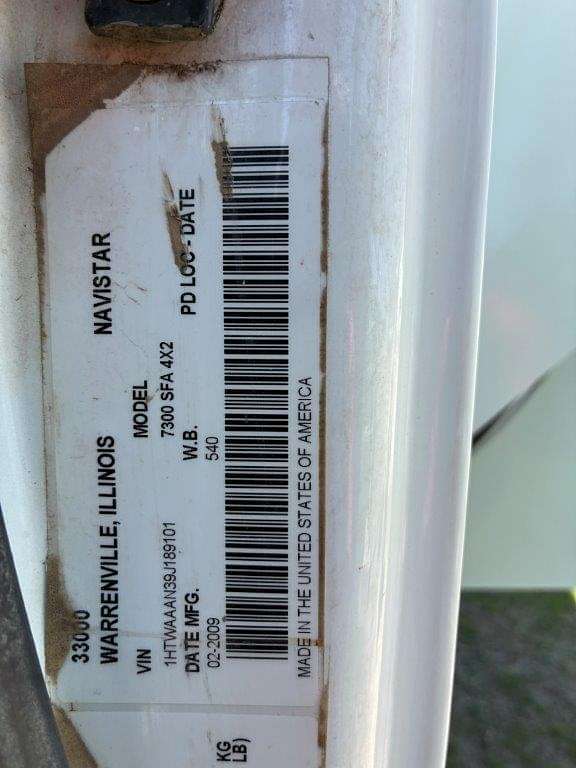 33000
WARRENVILLE, ILLINOIS NAVISTAR
VIN MODEL
1HTWAAAN39J189101 7300 SFA 4X2
DATE MFG. W.B. PD LOC - DATE
02-2009 540
MADE IN THE UNITED STATES OF AMERICA
KG
LB)